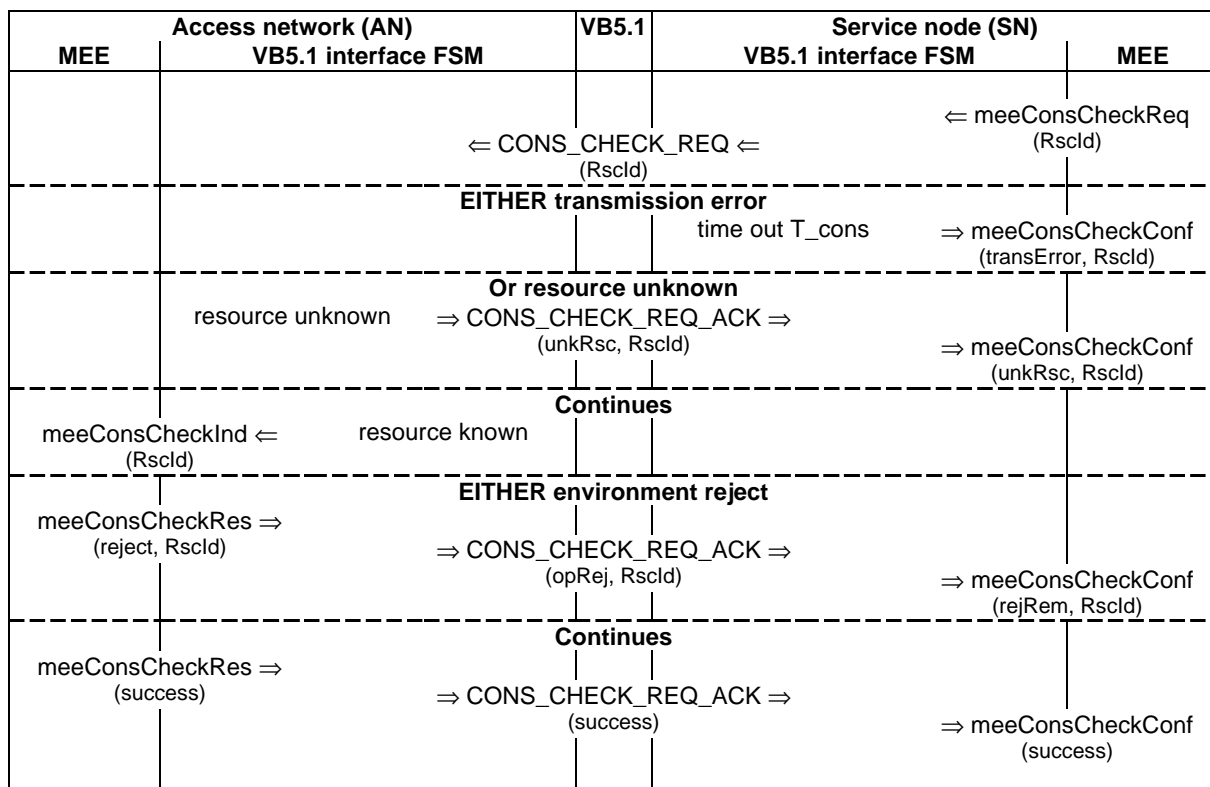 Access network (AN) VB5.1 Service node (SN)
MEE VB5.1 interface FSM VB5.1 interface FSM MEE
⇐ meeConsCheckReq
(RscId)
⇐ CONS_CHECK_REQ ⇐
(RscId)
EITHER transmission error
time out T_cons ⇒ meeConsCheckConf
(transError, RscId)
Or resource unknown
resource unknown ⇒ CONS_CHECK_REQ_ACK ⇒
(unkRsc, RscId)
⇒ meeConsCheckConf
(unkRsc, RscId)
Continues
meeConsCheckInd ⇐ resource known
(RscId)
EITHER environment reject
meeConsCheckRes ⇒
(reject, RscId)
⇒ CONS_CHECK_REQ_ACK ⇒
(opRej, RscId)
⇒ meeConsCheckConf
(rejRem, RscId)
Continues
meeConsCheckRes ⇒
(success)
⇒ CONS_CHECK_REQ_ACK ⇒
(success)
⇒ meeConsCheckConf
(success)